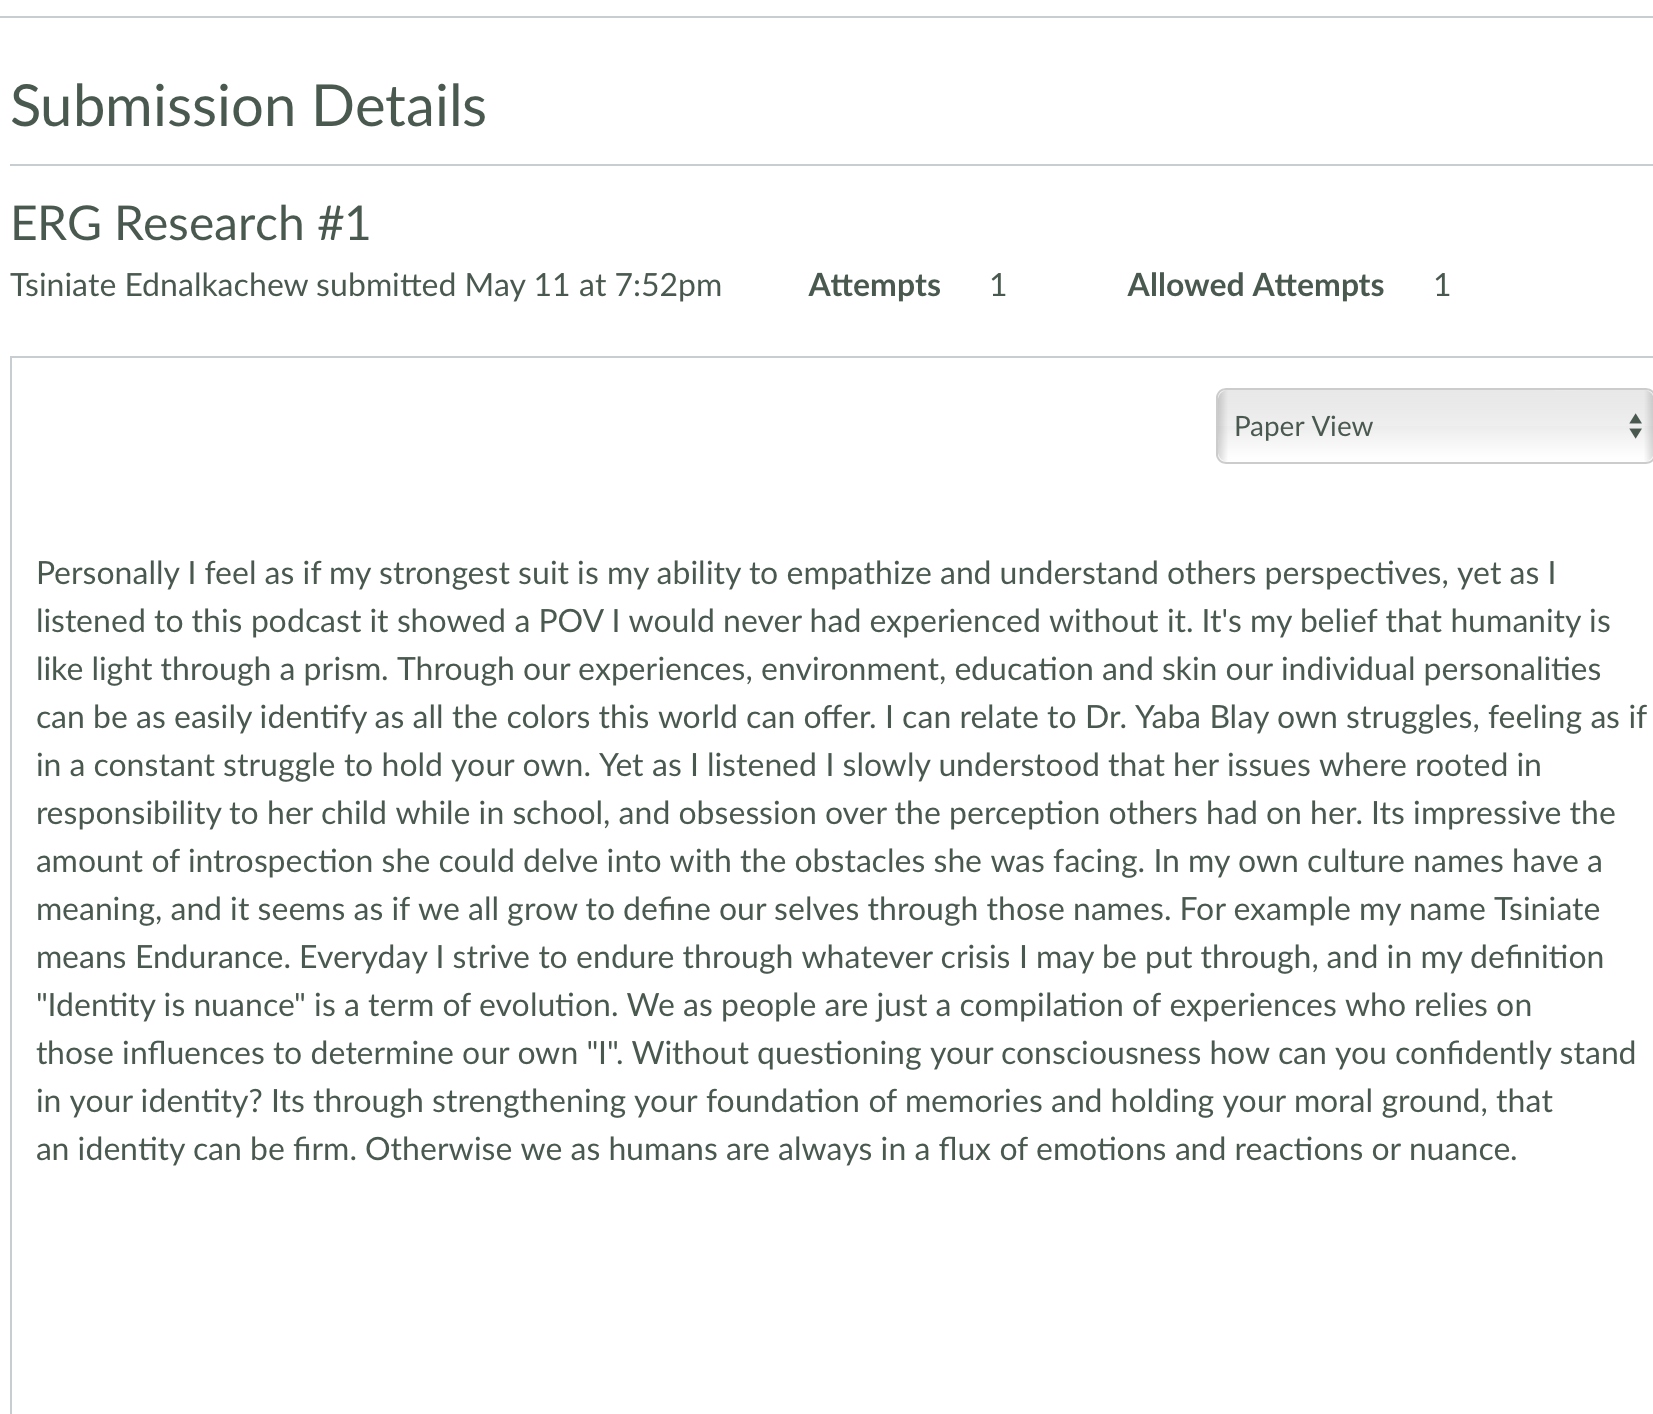 Submission Details
ERG Research #1
Tsiniate Ednalkachew submitted May 11 at 7:52pm Attempts 1 Allowed Attempts 1
Paper View
Personally I feel as if my strongest suit is my ability to empathize and understand others perspectives, yet as I
listened to this podcast it showed a POV I would never had experienced without it. It's my belief that humanity is
like light through a prism. Through our experiences, environment, education and skin our individual personalities
can be as easily identify as all the colors this world can offer. I can relate to Dr. Yaba Blay own struggles, feeling as if
in a constant struggle to hold your own. Yet as I listened I slowly understood that her issues where rooted in
responsibility to her child while in school, and obsession over the perception others had on her. Its impressive the
amount of introspection she could delve into with the obstacles she was facing. In my own culture names have a
meaning, and it seems as if we all grow to define our selves through those names. For example my name Tsiniate
means Endurance. Everyday I strive to endure through whatever crisis I may be put through, and in my definition
"Identity is nuance" is a term of evolution. We as people are just a compilation of experiences who relies on
those influences to determine our own "I". Without questioning your consciousness how can you confidently stand
in your identity? Its through strengthening your foundation of memories and holding your moral ground, that
an identity can be firm. Otherwise we as humans are always in a flux of emotions and reactions or nuance.